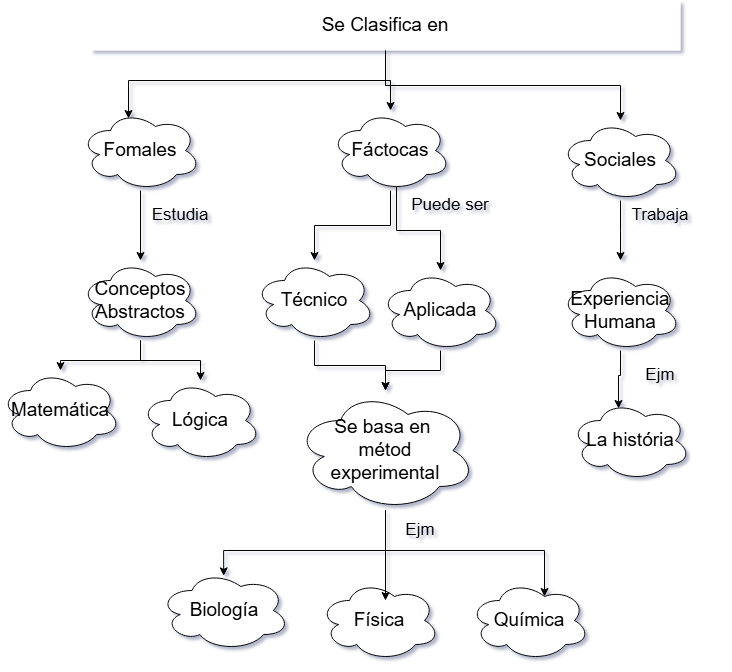 Se Clasifica en
Fomales
Fáctocas
Sociales
Estudia
Puede ser
Trabaja
Conceptos
Abstractos
Técnico
Aplicada
Experiencia
Humana
Ejm
Matemática
Lógica
Se basa en
métod
experimental
La história
Ejm
Biología
Física
Química